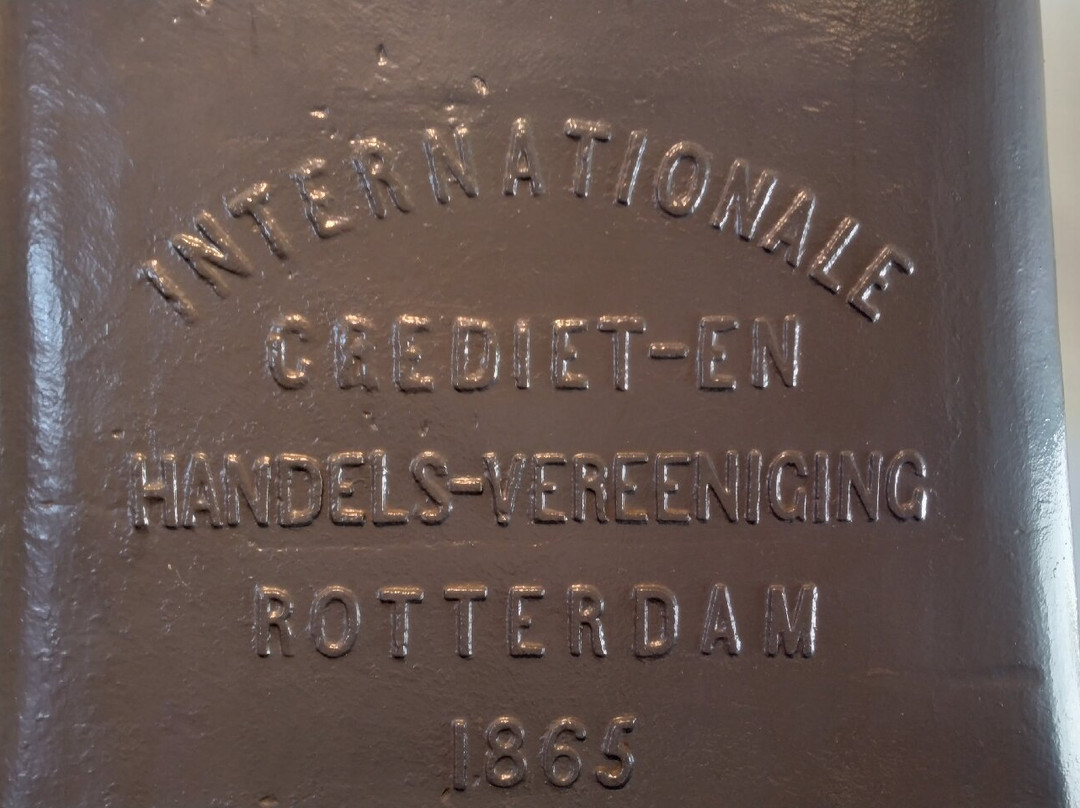 INTERNATIONALE
CREDIET-EN
HANDELS-VEREENIGING
ROTTERDAM
1865